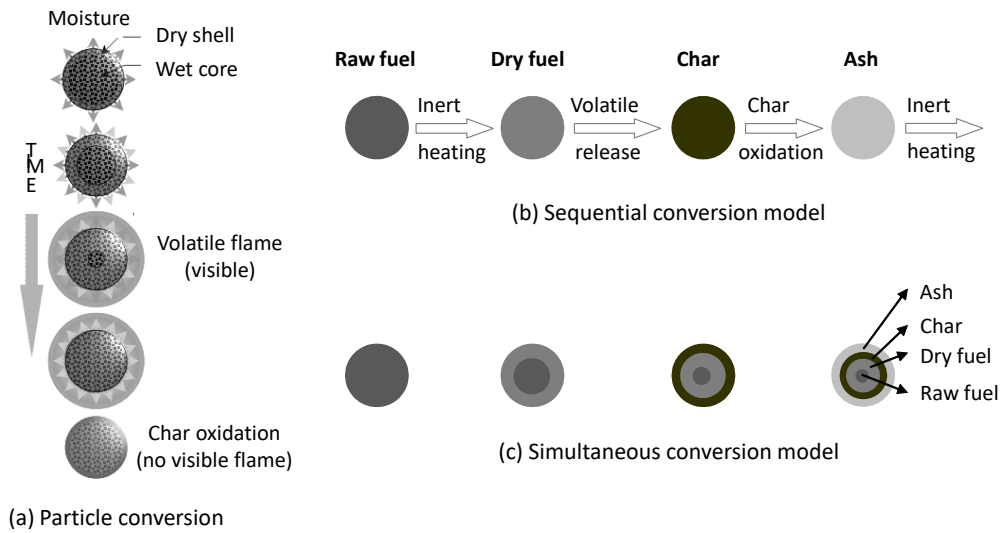 Moisture
Dry shell
Wet core
TIME
Volatile flame
(visible)
Char oxidation
(no visible flame)
(a) Particle conversion
Raw fuel
Dry fuel
Char
Ash
Inert
heating
Volatile
release
Char
oxidation
Inert
heating
(b) Sequential conversion model
Ash
Char
Dry fuel
Raw fuel
(c) Simultaneous conversion model